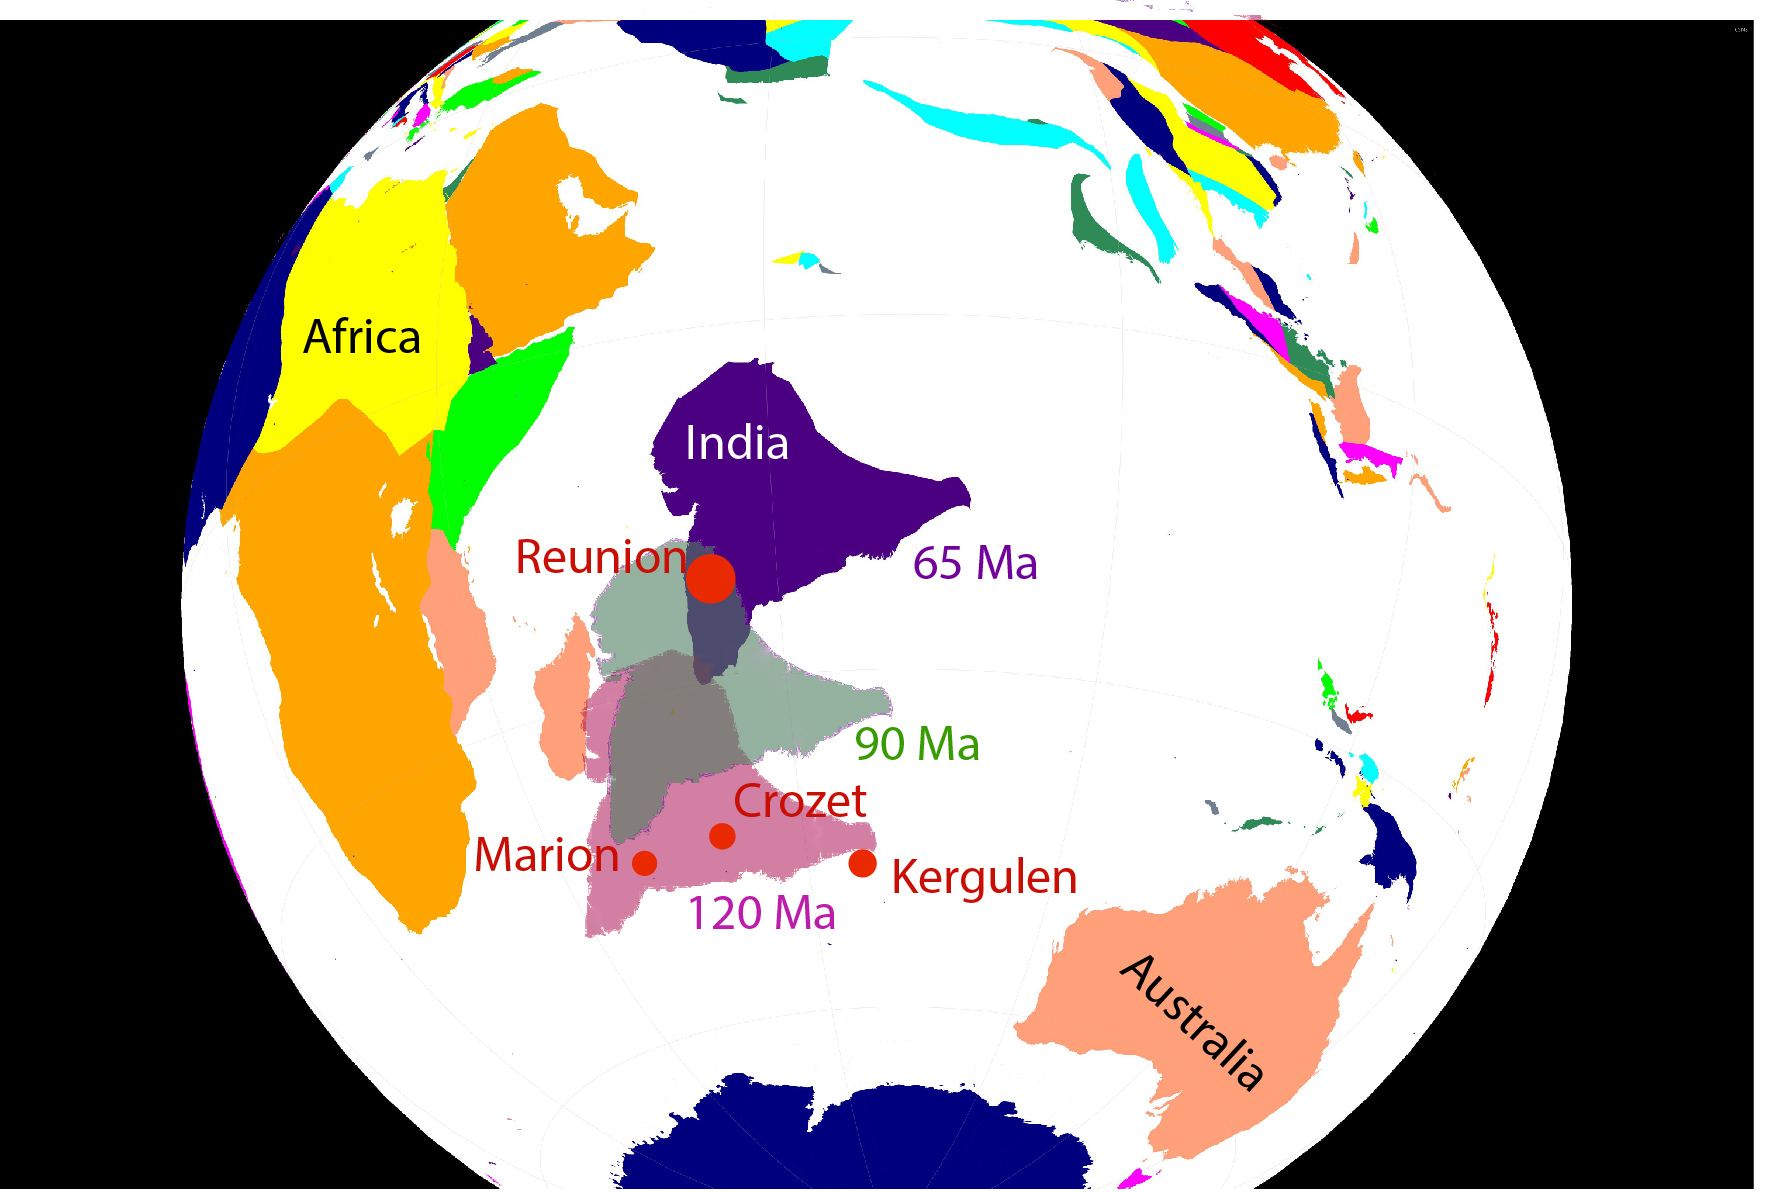 Africa
India
Reunion
65 Ma
90 Ma
Crozet
Marion
Kergulen
120 Ma
Australia